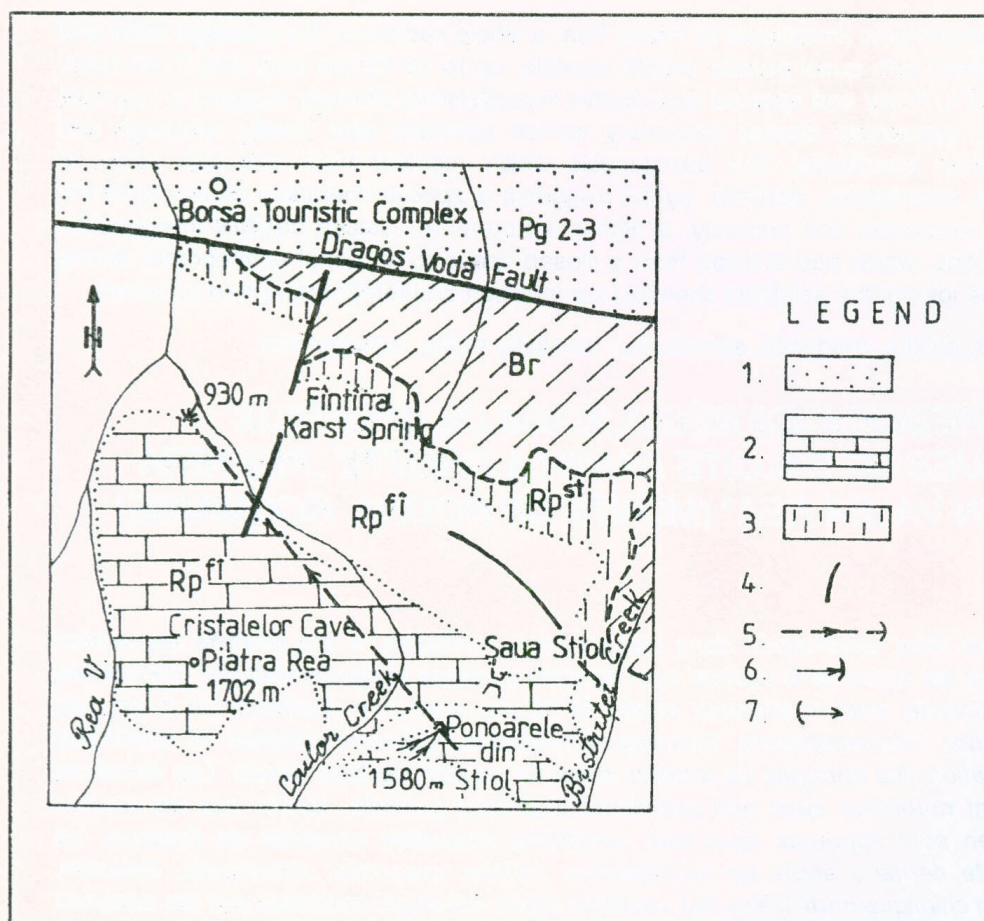 Borsa Touristic Complex
Pg 2-3
Dragoş Vodă Fault
N
Br
930 m
Fîntîna
Karst Spring
Rp st
Rp fî
Rp fî
Cristalelor Cave
Piatra Rea
1702 m
Saua Stiol
Rea V
Cailor Creek
Ponoarele
din
1580 m Stiol
Bistrater Creek
LEGEND
1.
2.
3.
4
5
6.
7